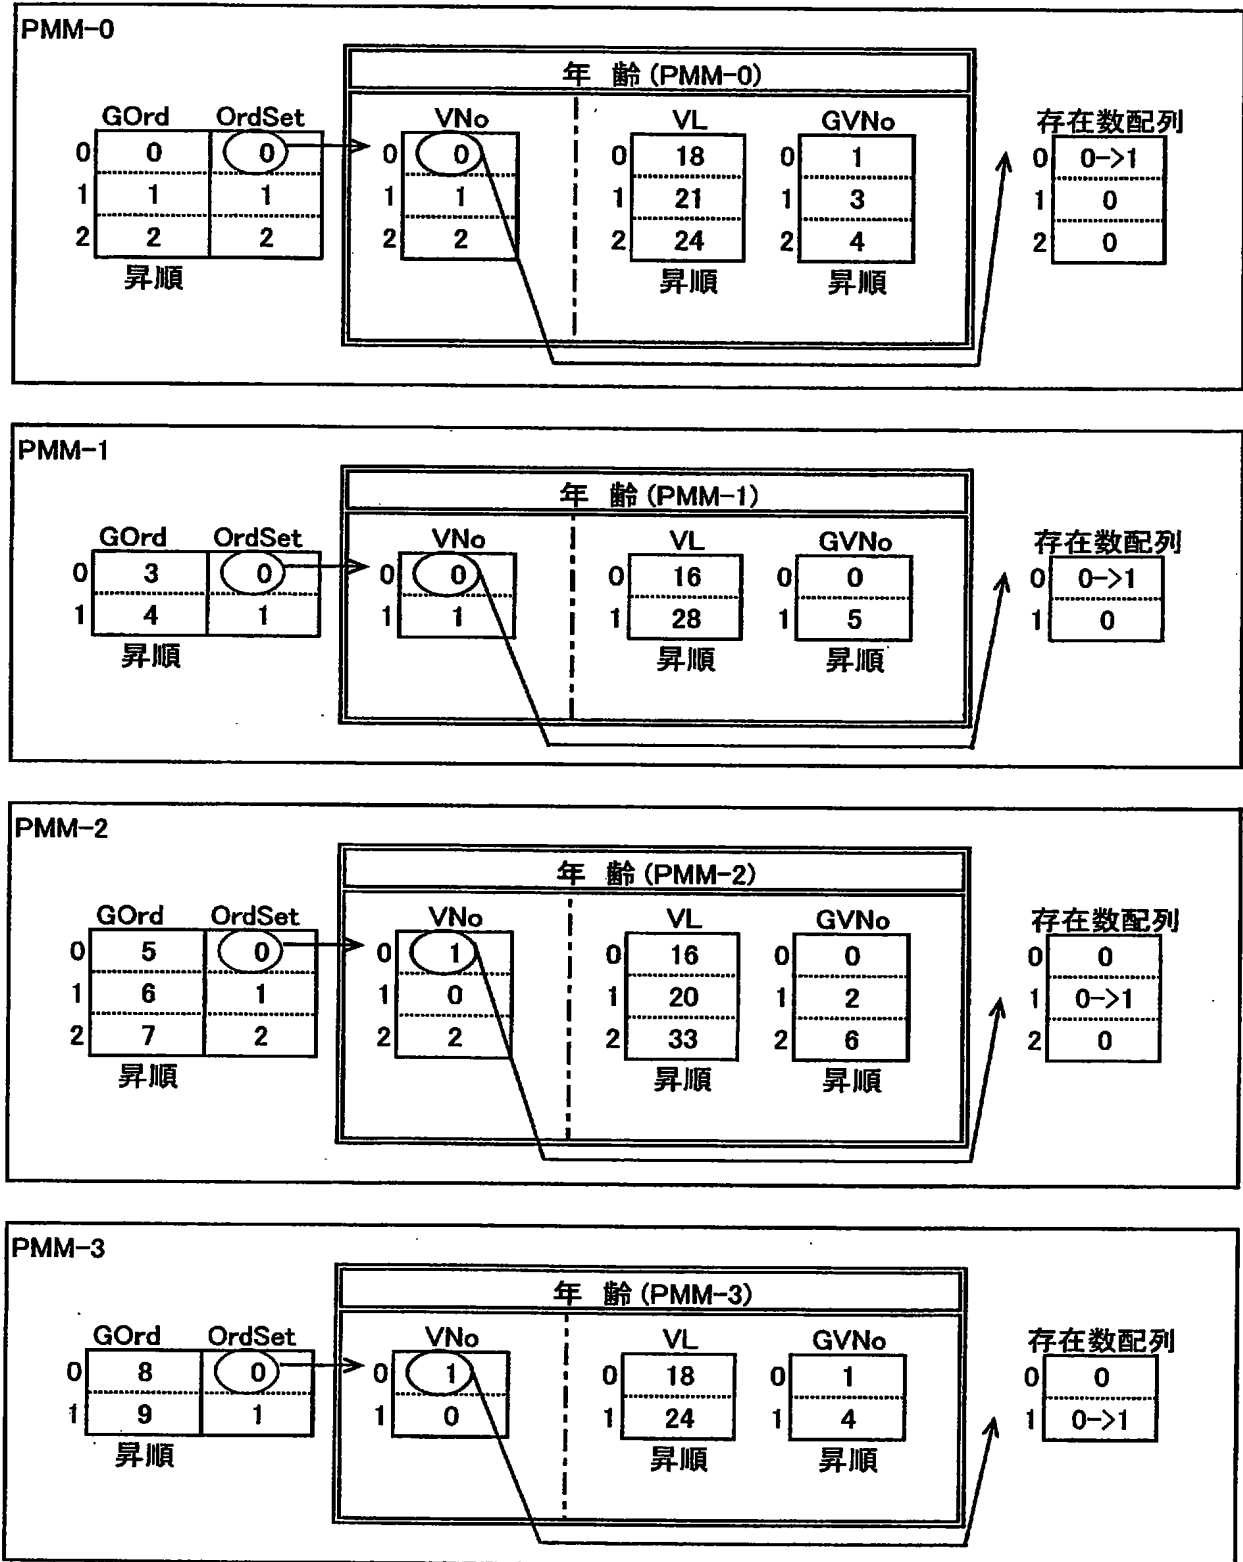 PMM-0
年 齢 (PMM-0)
GOrd OrdSet VNo VL GVNo 存在数配列
0 0 0 0 0 0 18 0 1 0 0->1
1 1 1 1 1 1 21 1 3 1 0
2 2 2 2 2 2 24 2 4 2 0
昇順 昇順 昇順
PMM-1
年 齢 (PMM-1)
GOrd OrdSet VNo VL GVNo 存在数配列
0 3 0 0 0 0 16 0 0 0 0->1
1 4 1 1 1 1 28 1 5 1 0
昇順 昇順 昇順
PMM-2
年 齢 (PMM-2)
GOrd OrdSet VNo VL GVNo 存在数配列
0 5 0 0 1 0 16 0 0 0 0
1 6 1 1 0 1 20 1 2 1 0->1
2 7 2 2 2 2 33 2 6 2 0
昇順 昇順 昇順
PMM-3
年 齢 (PMM-3)
GOrd OrdSet VNo VL GVNo 存在数配列
0 8 0 0 1 0 18 0 1 0 0
1 9 1 1 0 1 24 1 4 1 0->1
昇順 昇順 昇順